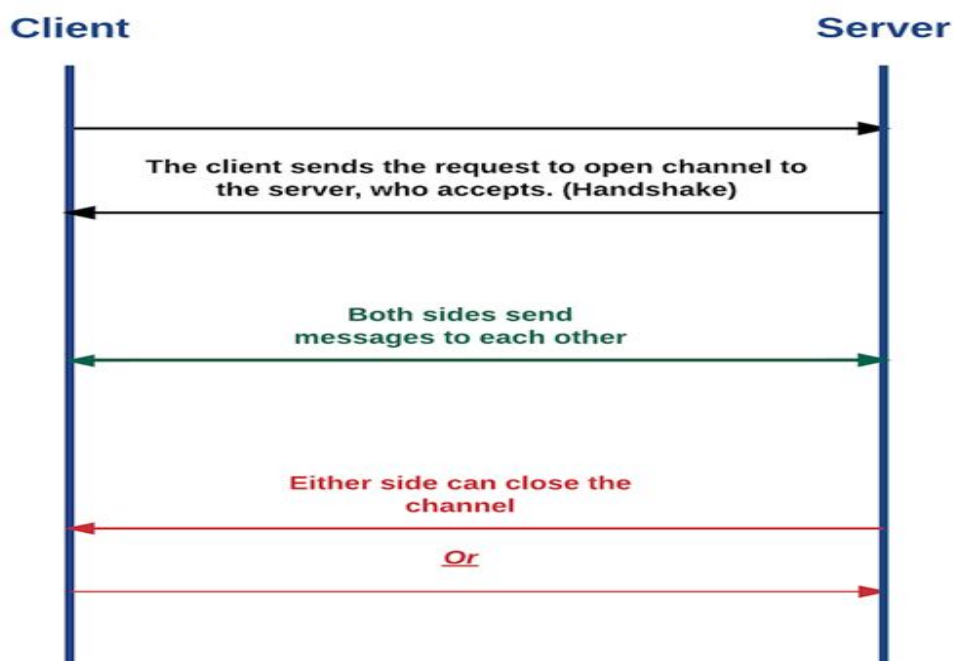 Client
Server
The client sends the request to open channel to
the server, who accepts. (Handshake)
Both sides send
messages to each other
Either side can close the
channel
Or